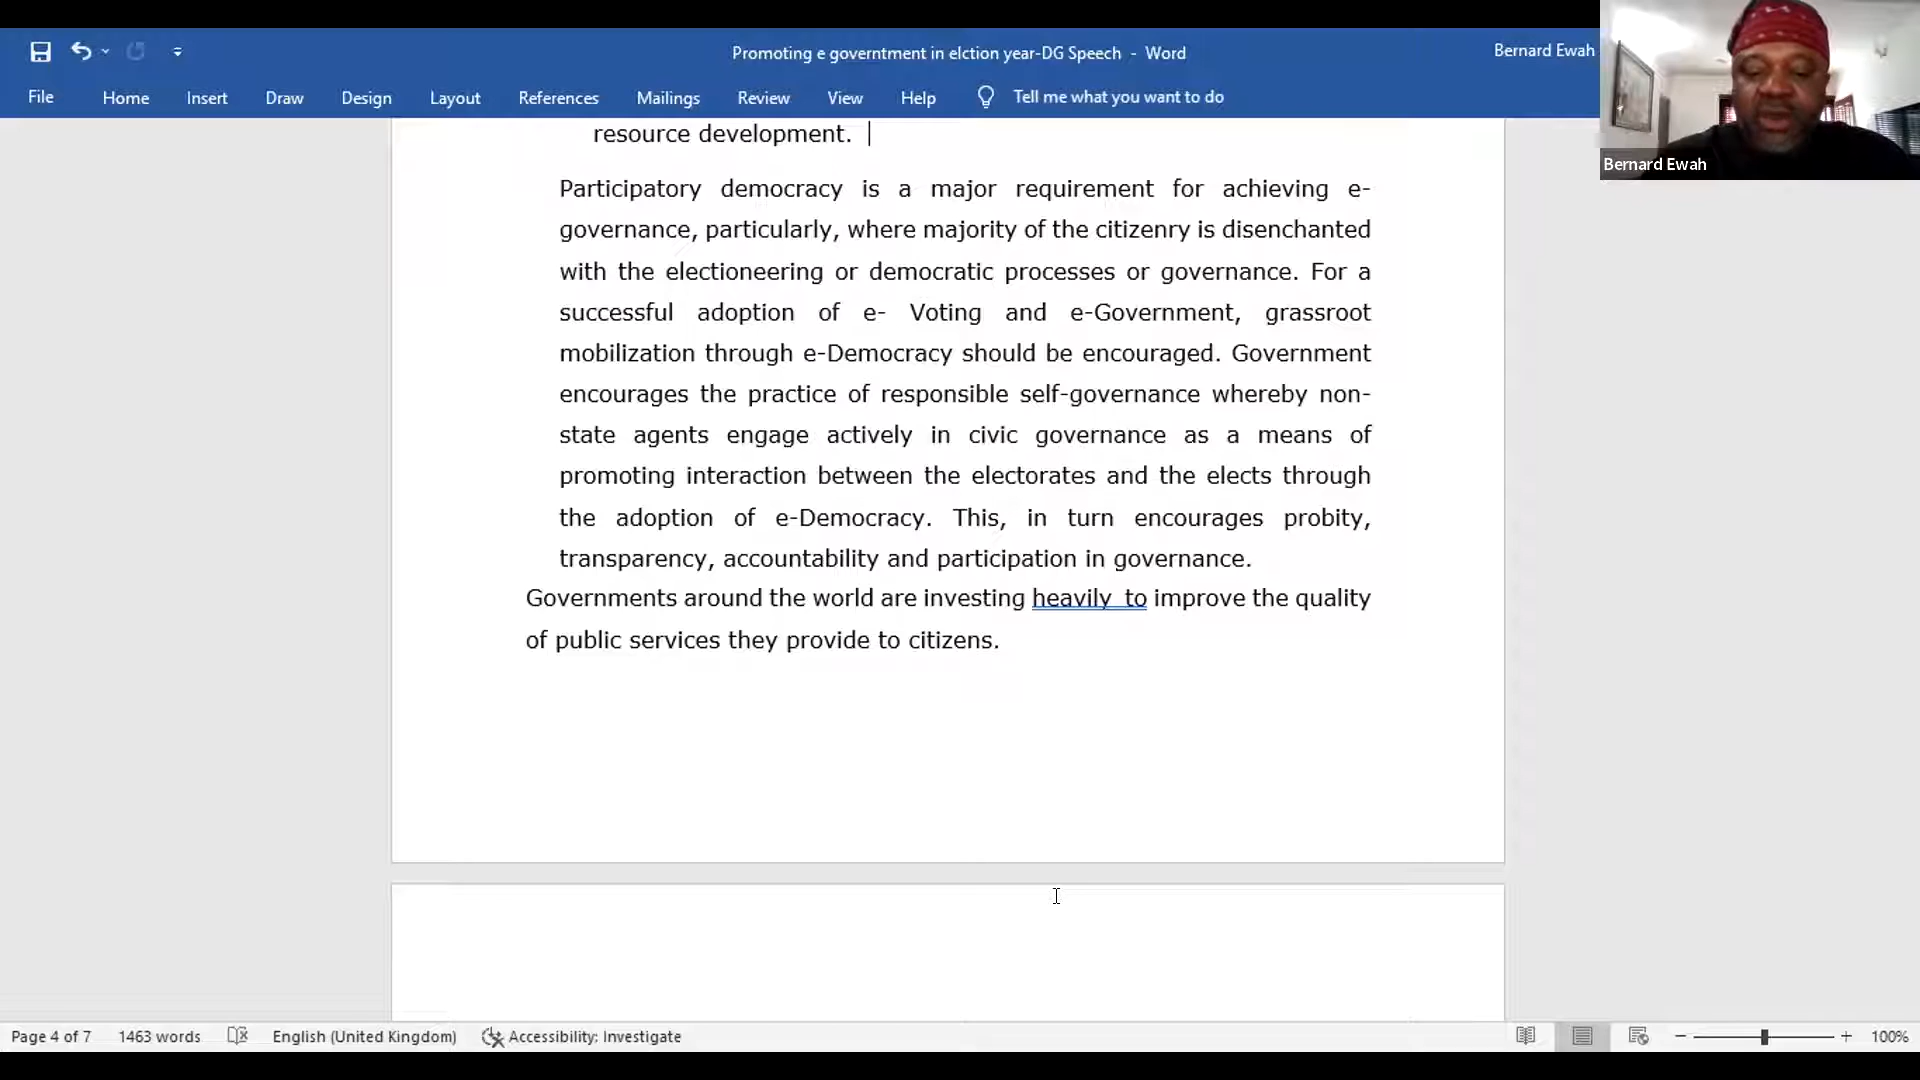 Promoting e governtment in elction year-DG Speech - Word
Bernard Ewah
File Home Insert Draw Design Layout References Mailings Review View Help Tell me what you want to do
Bernard Ewah
resource development.
Participatory democracy is a major requirement for achieving e-
governance, particularly, where majority of the citizenry is disenchanted
with the electioneering or democratic processes or governance. For a
successful adoption of e- Voting and e-Government, grassroot
mobilization through e-Democracy should be encouraged. Government
encourages the practice of responsible self-governance whereby non-
state agents engage actively in civic governance as a means of
promoting interaction between the electorates and the elects through
the adoption of e-Democracy. This, in turn encourages probity,
transparency, accountability and participation in governance.
Governments around the world are investing heavily  to improve the quality
of public services they provide to citizens.
Page 4 of 7 1463 words English (United Kingdom) Accessibility: Investigate 100%